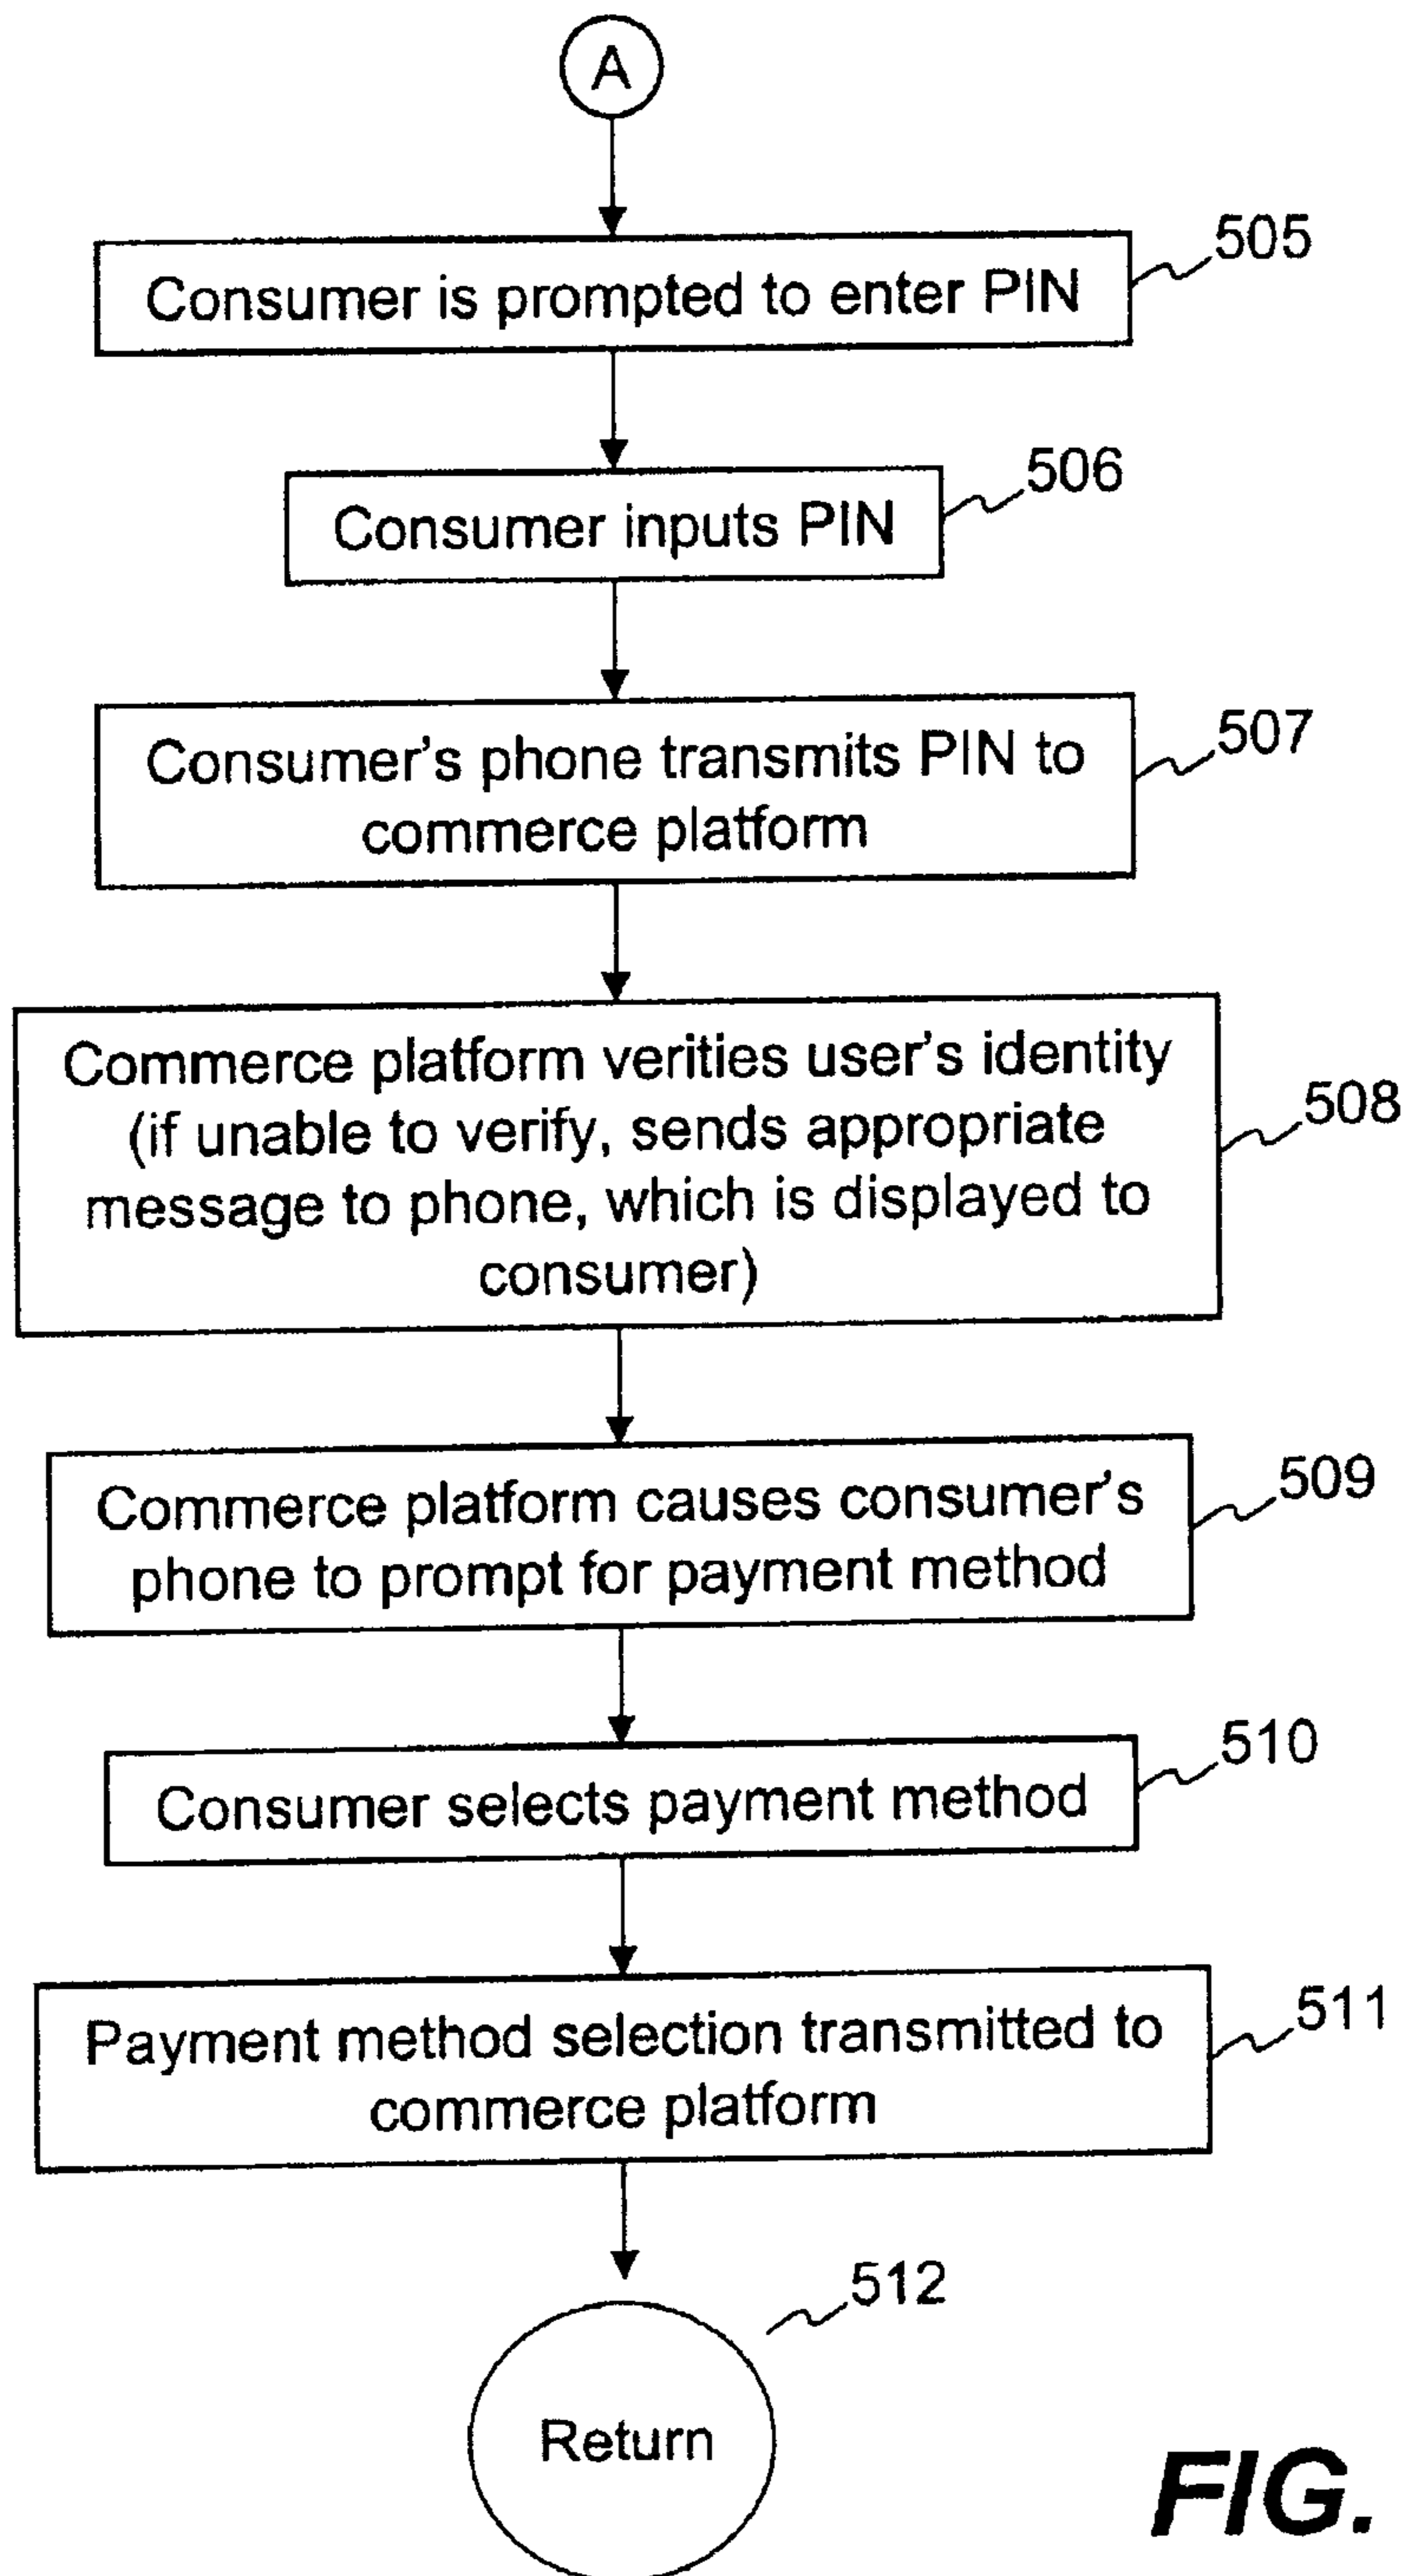 A
505
Consumer is prompted to enter PIN
506
Consumer inputs PIN
507
Consumer's phone transmits PIN to
commerce platform
508
Commerce platform verities user's identity
(if unable to verify, sends appropriate
message to phone, which is displayed to
consumer)
509
Commerce platform causes consumer's
phone to prompt for payment method
510
Consumer selects payment method
511
Payment method selection transmitted to
commerce platform
512
Return
FIG.